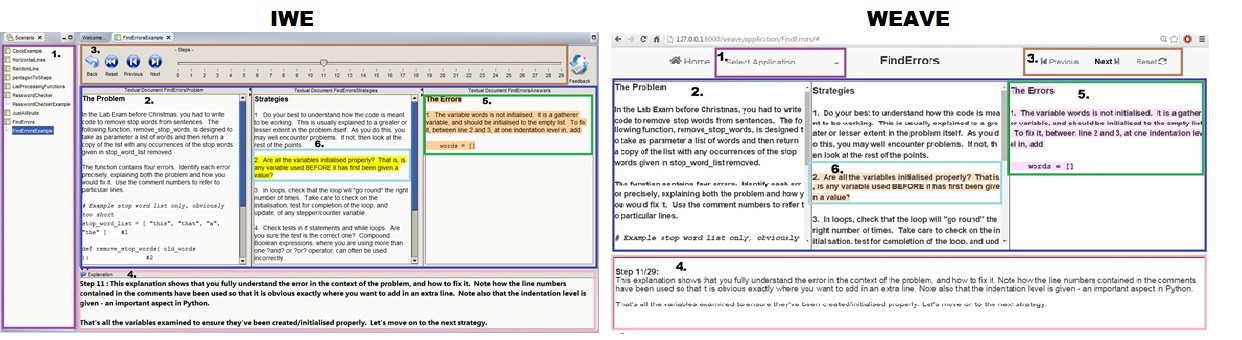 IWE
WEAVE
Scenario
1.
ClockExample
HorizontalLines
RandomLine
pentagonToShape
ListProcessingFunctions
PasswordChecker
PasswordCheckerExample
JustAMinute
FindErrors
FindErrorsExample
Welcome...
FindErrorsExample
3.
Back
Reset
Previous
Next
Steps
0 1 2 3 4 5 6 7 8 9 10 11 12 13 14 15 16 17 18 19 20 21 22 23 24 25 26 27 28 29
Feedback
Textual Document FindErrorsProblem
The Problem
2.
In the Lab Exam before Christmas, you had to write
code to remove stop words from sentences. The
following function, remove_stop_words, is designed to
take as parameter a list of words and then return a
copy of the list with any occurrences of the stop words
given in stop_word_list removed.
The function contains four errors. Identify each error
precisely, explaining both the problem and how you
would fix it. Use the comment numbers to refer to
particular lines.
# Example stop word list only, obviously
too short
stop_word_list = [ "this", "that", "a",
"the" ] #1
def remove_stop_words( old_words
): #2
Textual Document FindErrorsStrategies
Strategies
1. Do your best to understand how the code is meant
to be working. This is usually explained to a greater or
lesser extent in the problem itself. As you do this, you
may well encounter problems. If not, then look at the
rest of the points.
6.
2. Are all the variables initialised properly? That is, is
any variable used BEFORE it has first been given a
value?
3. In loops, check that the loop will "go round" the right
number of times. Take care to check on the
initialisation, test for completion of the loop, and
update, of any stepper/counter variable
4. Check tests in if statements and while loops. Are
you sure the test is the correct one? Compound
Boolean expressions, where you are using more than
one ?and? or ?or? operator, can often be used
incorrectly.
Textual Document FindErrorsAnswers
The Errors
5.
1. The variable words is not initialised. It is a gathere
and should be initialised to the empty list. To fix
it, between line 2 and 3, at one indentation level in, add
words = []
Explanation
4.
Step 11 : This explanation shows that you fully understand the error in the context of the problem, and how to fix it. Note how the line numbers
contained in the comments have been used so that it is obvious exactly where you want to add in an extra line. Note also that the indentation level is
given - an important aspect in Python.
That's all the variables examined to ensure they've been created/initialised properly. Let's move on to the next strategy.
127.0.0.1:8000/weave/application/FindErrors/#
Home
1.
Select Application
FindErrors
3.
Previous
Next
Reset
The Problem
2.
In the Lab Exam before Christmas, you had to write
code to remove stop words from sentences. The fo
llowing function, remove_stop_words, is designed t
o take as parameter a list of words and then return
a copy of the list with any occurrences of the stop
words given in stop_word_list removed.
The function contains four errors. Identify each err
or precisely, explaining both the problem and how y
ou would fix it. Use the comment numbers to refer t
o particular lines.
# Example stop word list only, obviously
Strategies
1. Do your best to understand how the code is mea
nt to be working. This is usually explained to a gre
ater or lesser extent in the problem itself. As you d
o this, you may well encounter problems. If not, th
en look at the rest of the points.
6.
2. Are all the variables initialised properly? That is
, is any variable used BEFORE it has first been give
n a value?
3. In loops, check that the loop will "go round" the
right number of times. Take care to check on the in
itialisation, test for completion of the loop, and upd
The Errors
5.
1. The variable words is not initialised. It is a gather
er variable, and should be initialised to the empty list
To fix it, between line 2 and 3, at one indentation lev
el in, add
words = []
4.
Step 11/29:
This explanation shows that you fully understand the error in the context of the problem, and how to fix it. Note how the line numbers contained in the comments
have been used so that it is obvious exactly where you want to add in an extra line. Note also that the indentation level is given - an important aspect in Python.
That's all the variables examined to ensure they've been created/initialised properly. Let's move on to the next strategy.